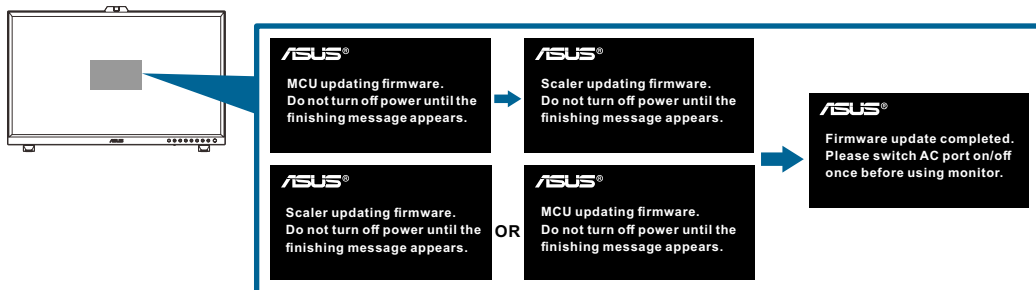 ASUS
ASUS®
MCU updating firmware.
Do not turn off power until the
finishing message appears.
ASUS®
Scaler updating firmware.
Do not turn off power until the
finishing message appears.
ASUS®
Scaler updating firmware.
Do not turn off power until the
finishing message appears.
OR
ASUS®
MCU updating firmware.
Do not turn off power until the
finishing message appears.
ASUS®
Firmware update completed.
Please switch AC port on/off
once before using monitor.